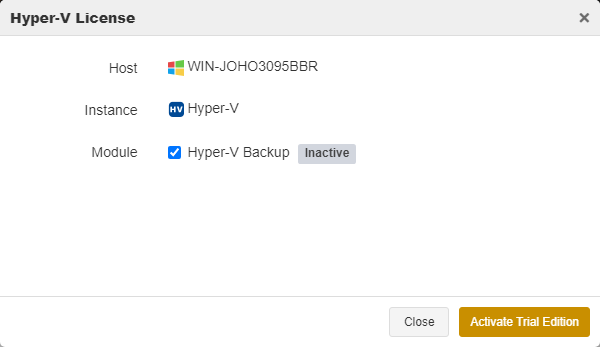 Hyper-V License ×
Host WIN-JOHO3095BBR
Instance HV Hyper-V
Module Hyper-V Backup Inactive
Close Activate Trial Edition